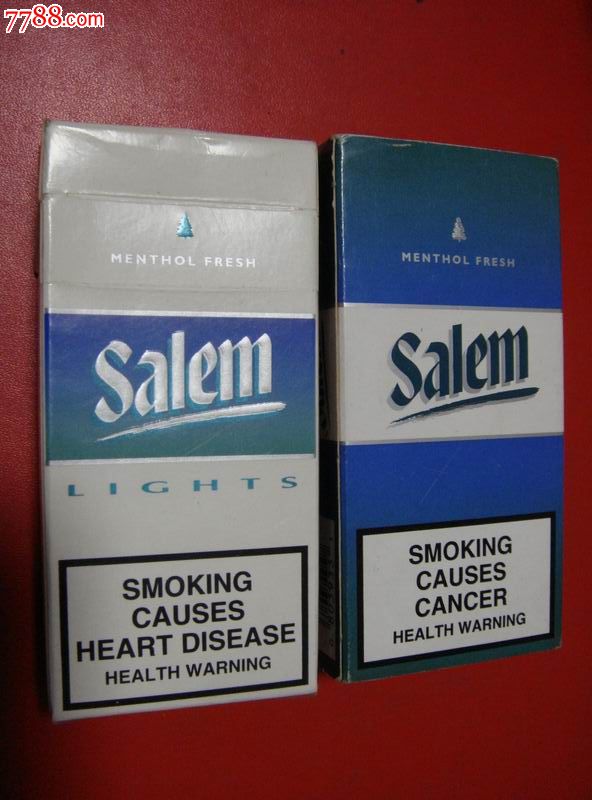 7788.com
MENTHOL FRESH
Salem
LIGHTS
SMOKING
CAUSES
HEART DISEASE
HEALTH WARNING
MENTHOL FRESH
Salem
SMOKING
CAUSES
CANCER
HEALTH WARNING